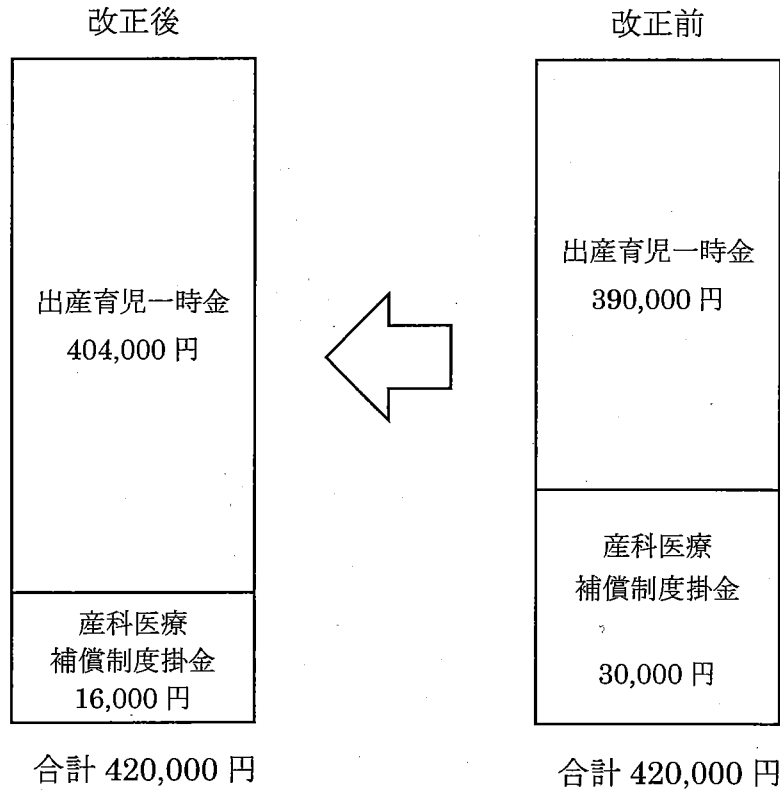 改正後
出産育児一時金
404,000 円
産科医療
補償制度掛金
16,000 円
合計 420,000 円
改正前
出産育児一時金
390,000 円
産科医療
補償制度掛金
30,000 円
合計 420,000 円